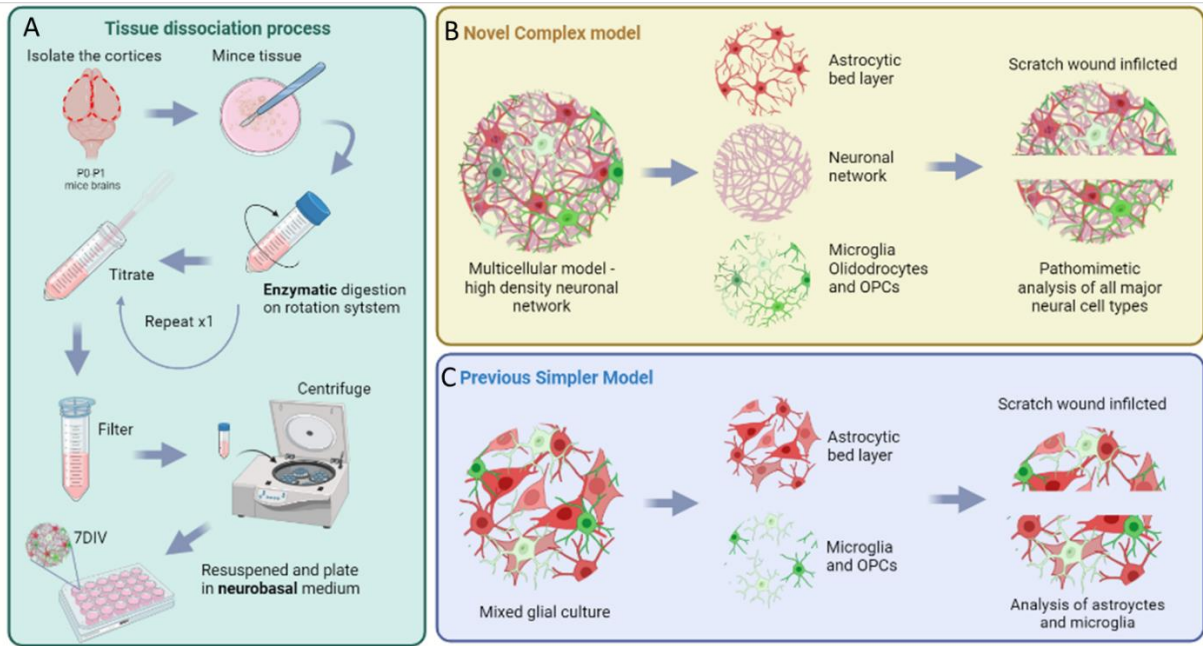 A
Tissue dissociation process
Isolate the cortices
Mince tissue
P0-P1
mice brains
Titrate
Enzymatic digestion
on rotation sytstem
Repeat x1
Filter
Centrifuge
7DIV
Resuspened and plate
in neurobasal medium
B Novel Complex model
Multicellular model -
high density neuronal
network
Astrocytic
bed layer
Neuronal
network
Microglia
Olidodrocytes
and OPCs
Scratch wound infilcted
Pathomimetic
analysis of all major
neural cell types
C Previous Simpler Model
Mixed glial culture
Astrocytic
bed layer
Microglia
and OPCs
Scratch wound infilcted
Analysis of astroyctes
and microglia